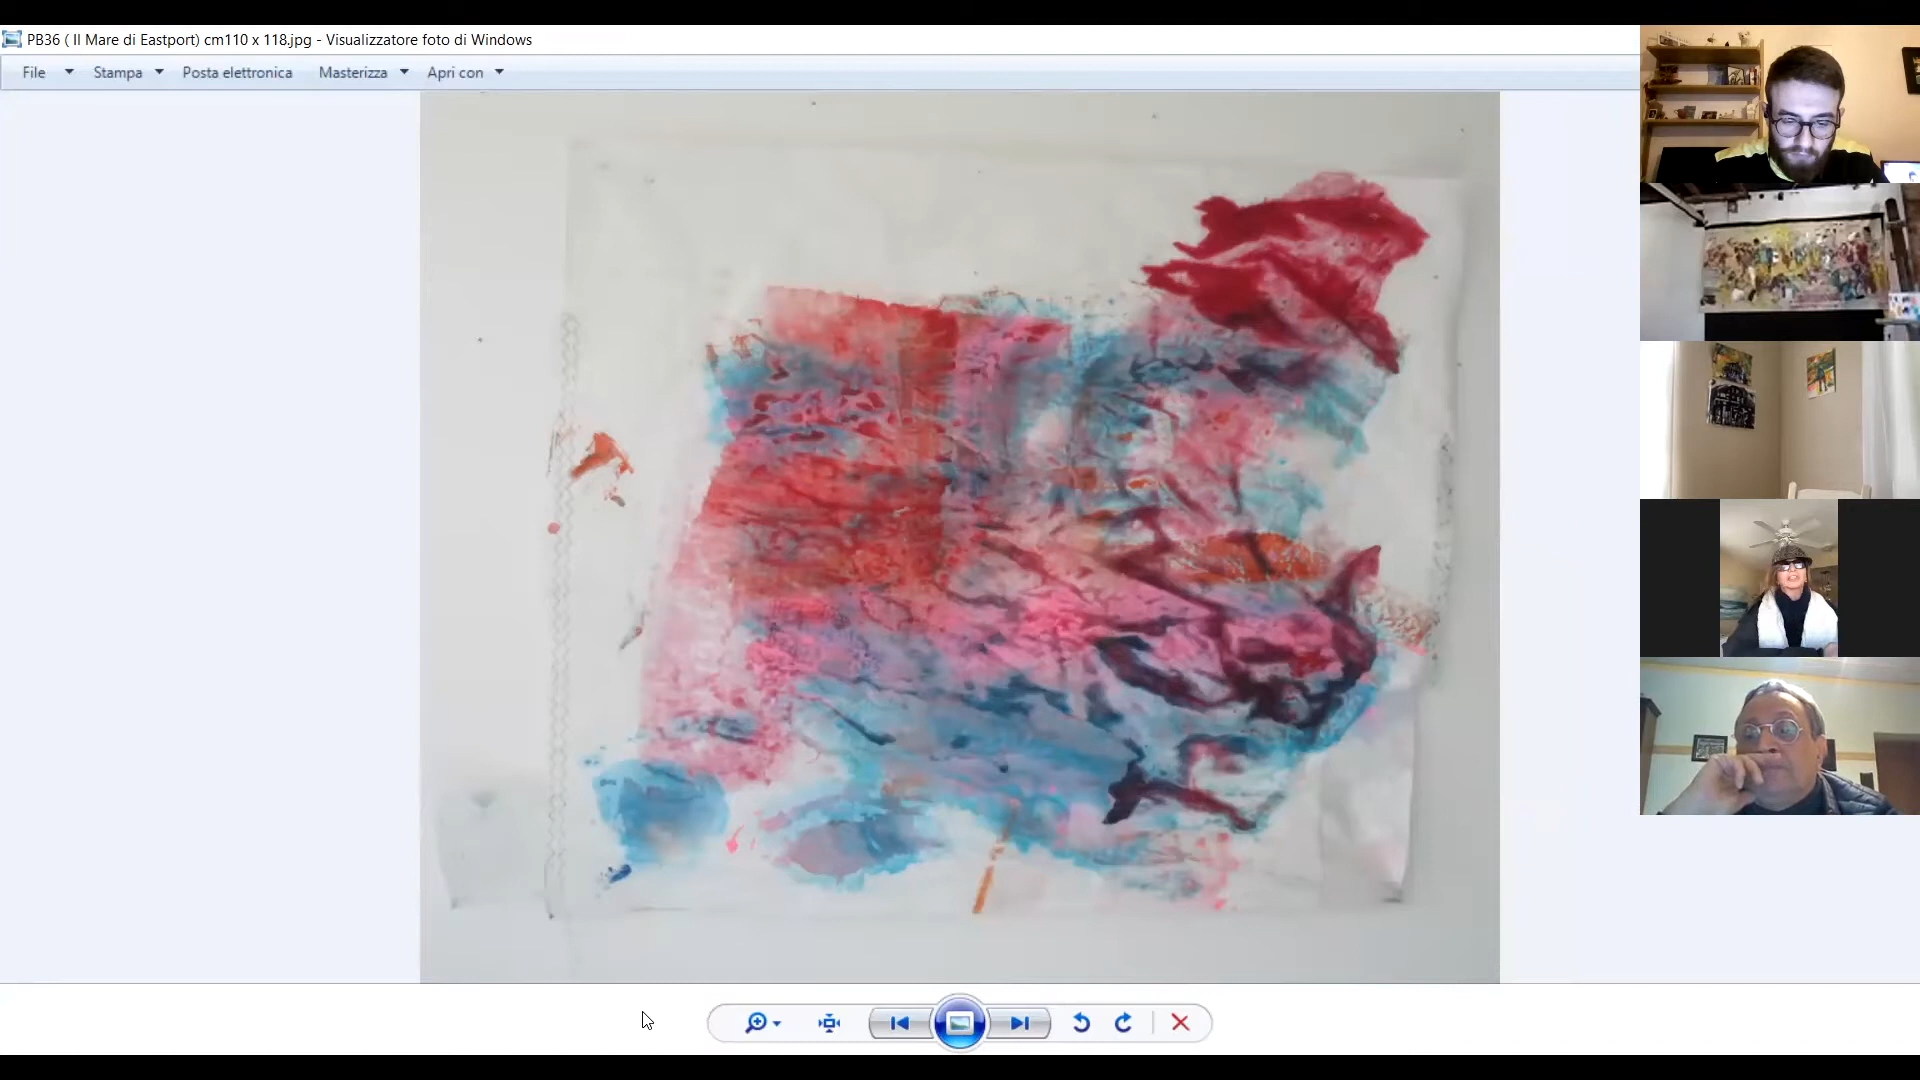 PB36 ( Il Mare di Eastport) cm110 x 118.jpg - Visualizzatore foto di Windows
File Stampa Posta elettronica Masterizza Apri con